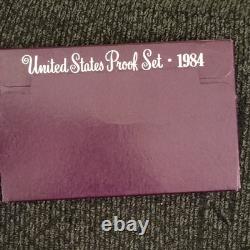 United States Proof Set • 1984